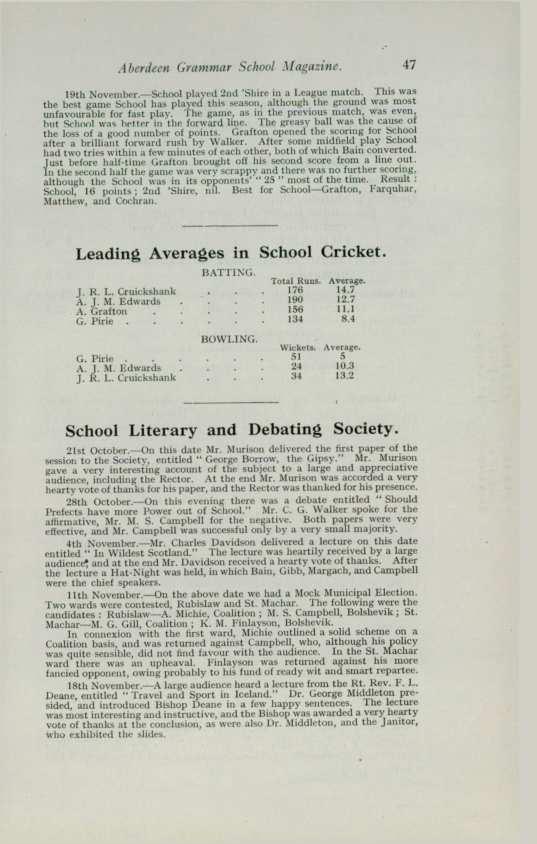 Aberdeen Grammar School Magazine. 47
19th November.—School played 2nd 'Shire in a League match. This was
the best game School has played this season, although the ground was most
unfavourable for fast play. The game, as in the previous match, was even,
but School was better in the forward line. The greasy ball was the cause of
the loss of a good number of points. Grafton opened the scoring for School
after a brilliant forward rush by Walker. After some midfield play School
had two tries within a few minutes of each other, both of which Bain converted.
Just before half-time Grafton brought off his second score from a line out.
In the second half the game was very scrappy and there was no further scoring,
although the School was in its opponents' " 25 " most of the time. Result :
School, 16 points ; 2nd 'Shire, nil. Best for School—Grafton, Farquhar,
Matthew, and Cochran.
Leading Averages in School Cricket.
BATTING.
Total Runs. Average.
J. R. L. Cruickshank . . . 176 14.7
A. J. M. Edwards . . . . 190 12.7
A. Grafton . . . . . 156 11.1
G. Pirie . . . . . . 134 8.4
BOWLING.
Wickets. Average.
G. Pirie . . . . . . 51 5
A. J. M. Edwards . . . . 24 10.3
J. R. L. Cruickshank . . . 34 13.2
School Literary and Debating Society.
21st October.—On this date Mr. Murison delivered the first paper of the
session to the Society, entitled " George Borrow, the Gipsy." Mr. Murison
gave a very interesting account of the subject to a large and appreciative
audience, including the Rector. At the end Mr. Murison was accorded a very
hearty vote of thanks for his paper, and the Rector was thanked for his presence.
28th October.—On this evening there was a debate entitled " Should
Prefects have more Power out of School." Mr. C. G. Walker spoke for the
affirmative, Mr. M. S. Campbell for the negative. Both papers were very
effective, and Mr. Campbell was successful only by a very small majority.
4th November.—Mr. Charles Davidson delivered a lecture on this date
entitled " In Wildest Scotland." The lecture was heartily received by a large
audience, and at the end Mr. Davidson received a hearty vote of thanks. After
the lecture a Hat-Night was held, in which Bain, Gibb, Margach, and Campbell
were the chief speakers.
11th November.—On the above date we had a Mock Municipal Election.
Two wards were contested, Rubislaw and St. Machar. The following were the
candidates : Rubislaw—A. Michie, Coalition ; M. S. Campbell, Bolshevik ; St.
Machar—M. G. Gill, Coalition ; K. M. Finlayson, Bolshevik.
In connexion with the first ward, Michie outlined a solid scheme on a
Coalition basis, and was returned against Campbell, who, although his policy
was quite sensible, did not find favour with the audience. In the St. Machar
ward there was an upheaval. Finlayson was returned against his more
fancied opponent, owing probably to his fund of ready wit and smart repartee.
18th November.—A large audience heard a lecture from the Rt. Rev. F. L.
Deane, entitled " Travel and Sport in Iceland." Dr. George Middleton pre-
sided, and introduced Bishop Deane in a few happy sentences. The lecture
was most interesting and instructive, and the Bishop was awarded a very hearty
vote of thanks at the conclusion, as were also Dr. Middleton, and the Janitor,
who exhibited the slides.